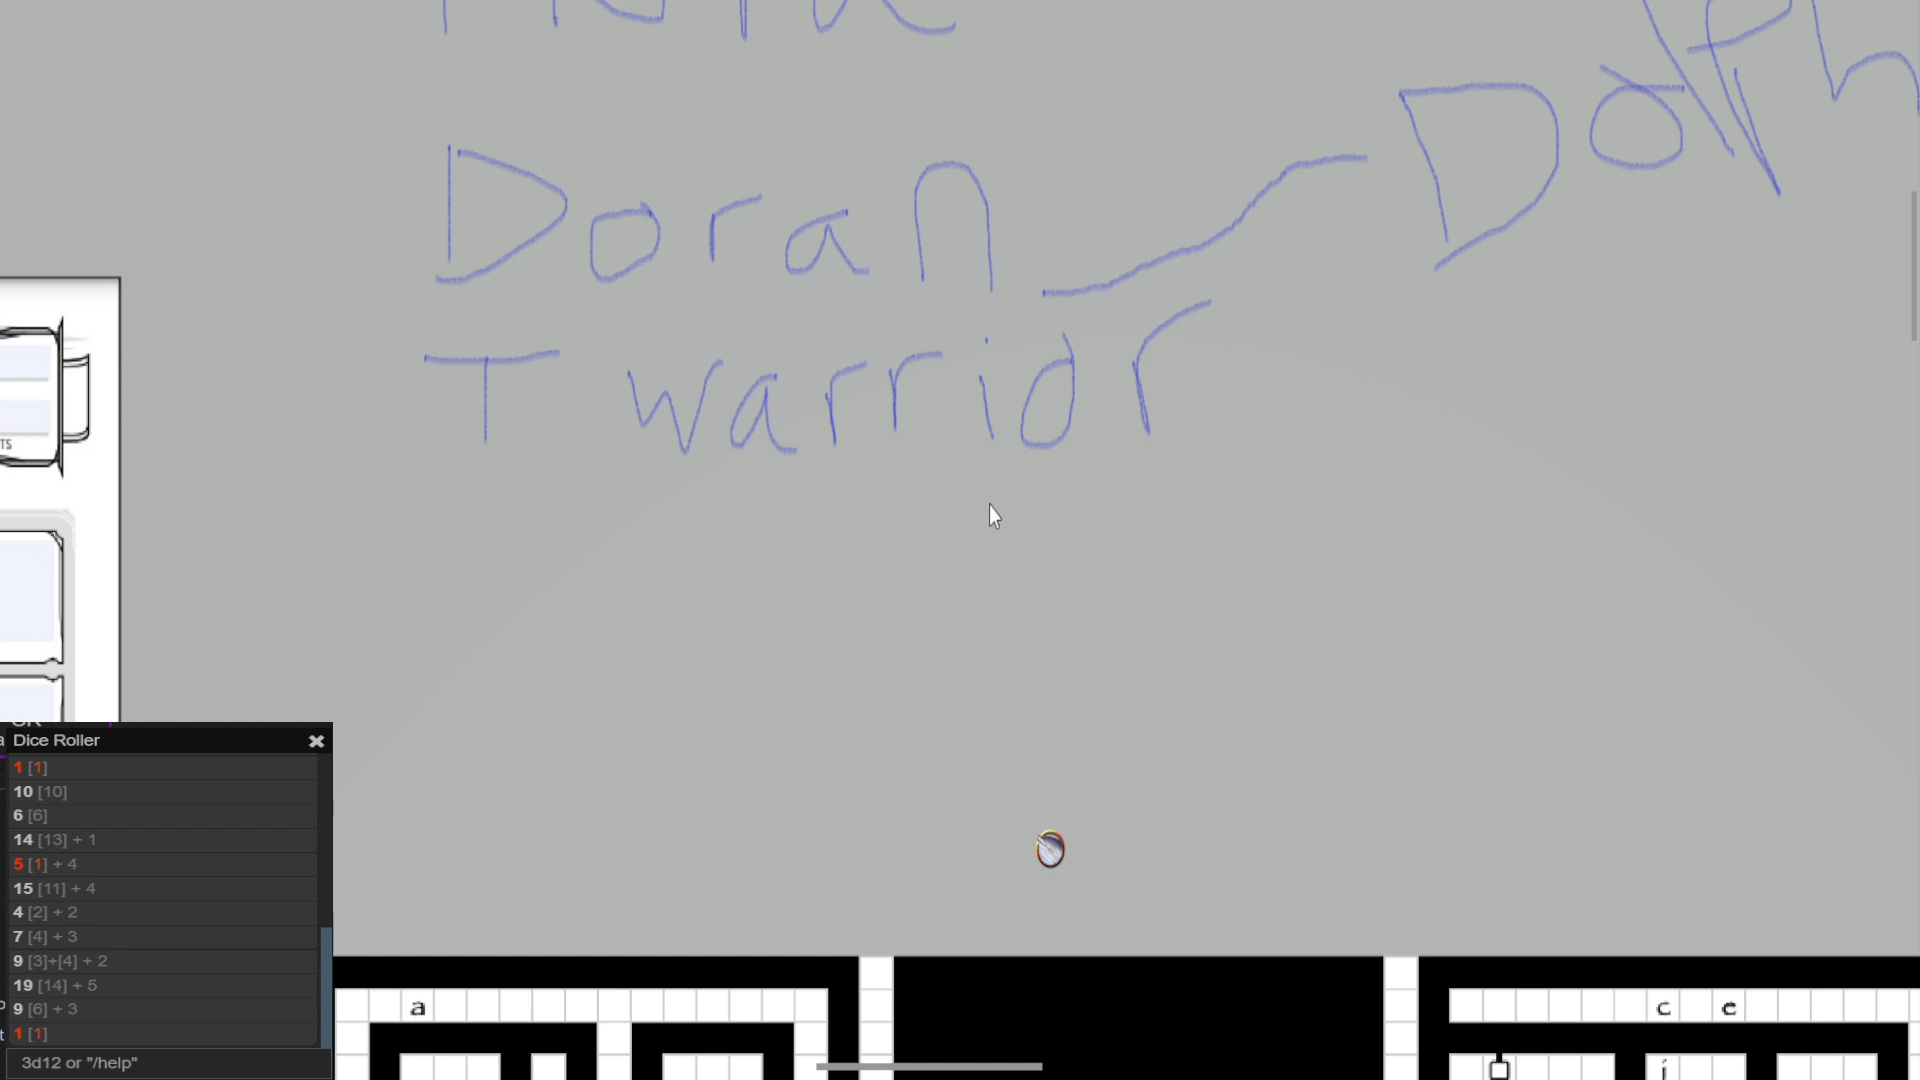 Doran
T warrior
TS
Dice Roller
1 [1]
10 [10]
6 [6]
14 [13] + 1
5 [1] + 4
15 [11] + 4
4 [2] + 2
7 [4] + 3
9 [3]+[4] + 2
19 [14] + 5
9 [6] + 3
1 [1]
3d12 or "/help"
a
c e
i